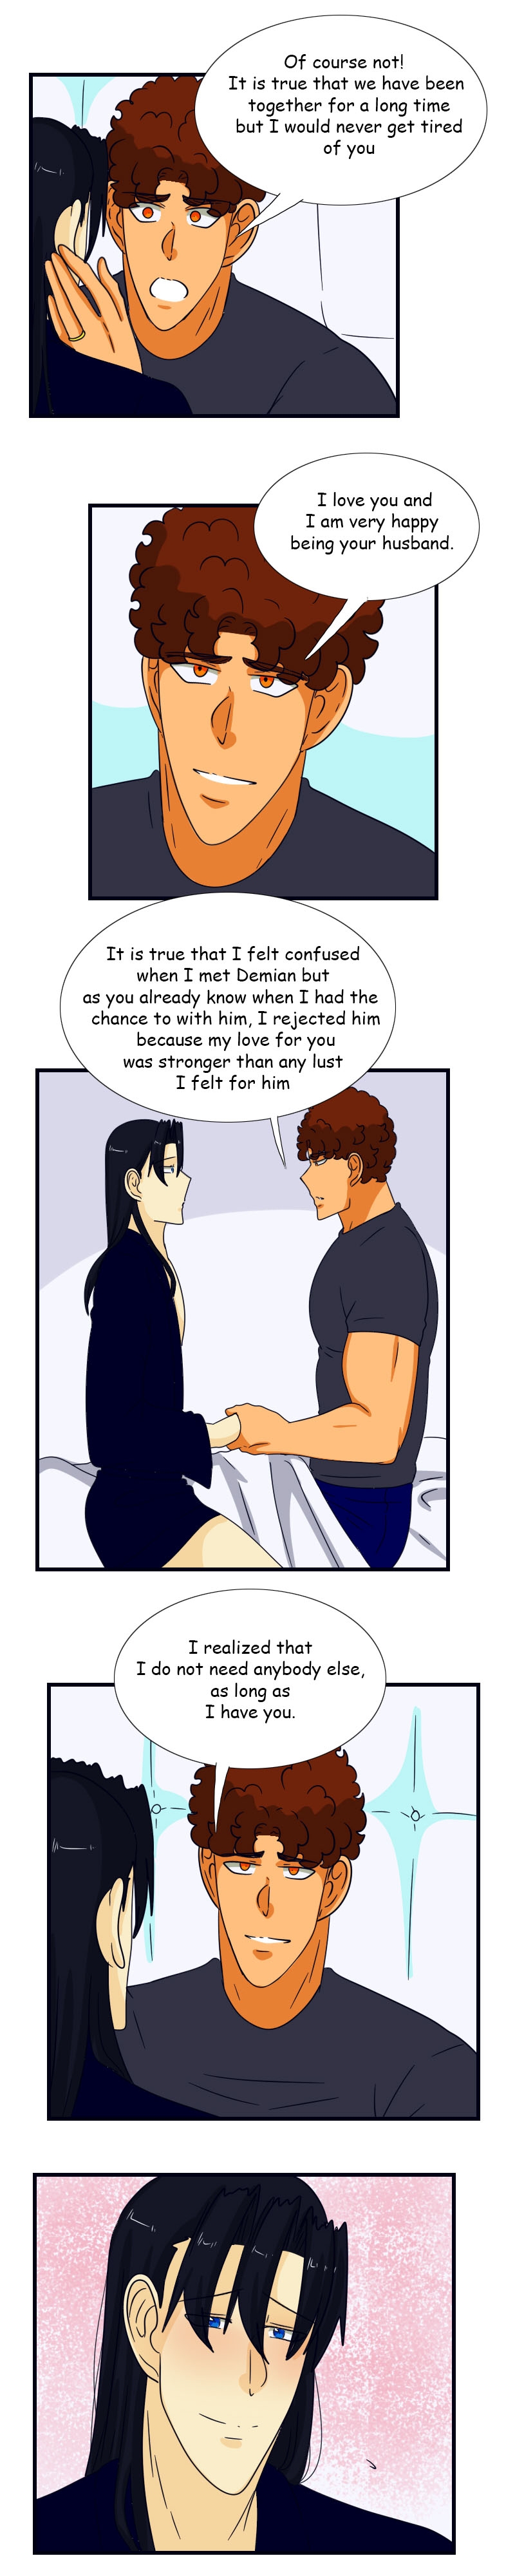 Of course not!
It is true that we have been
together for a long time
but I would never get tired
of you
I love you and
I am very happy
being your husband.
It is true that I felt confused
when I met Demian but
as you already know when I had the
chance to with him, I rejected him
because my love for you
was stronger than any lust
I felt for him
I realized that
I do not need anybody else,
as long as
I have you.